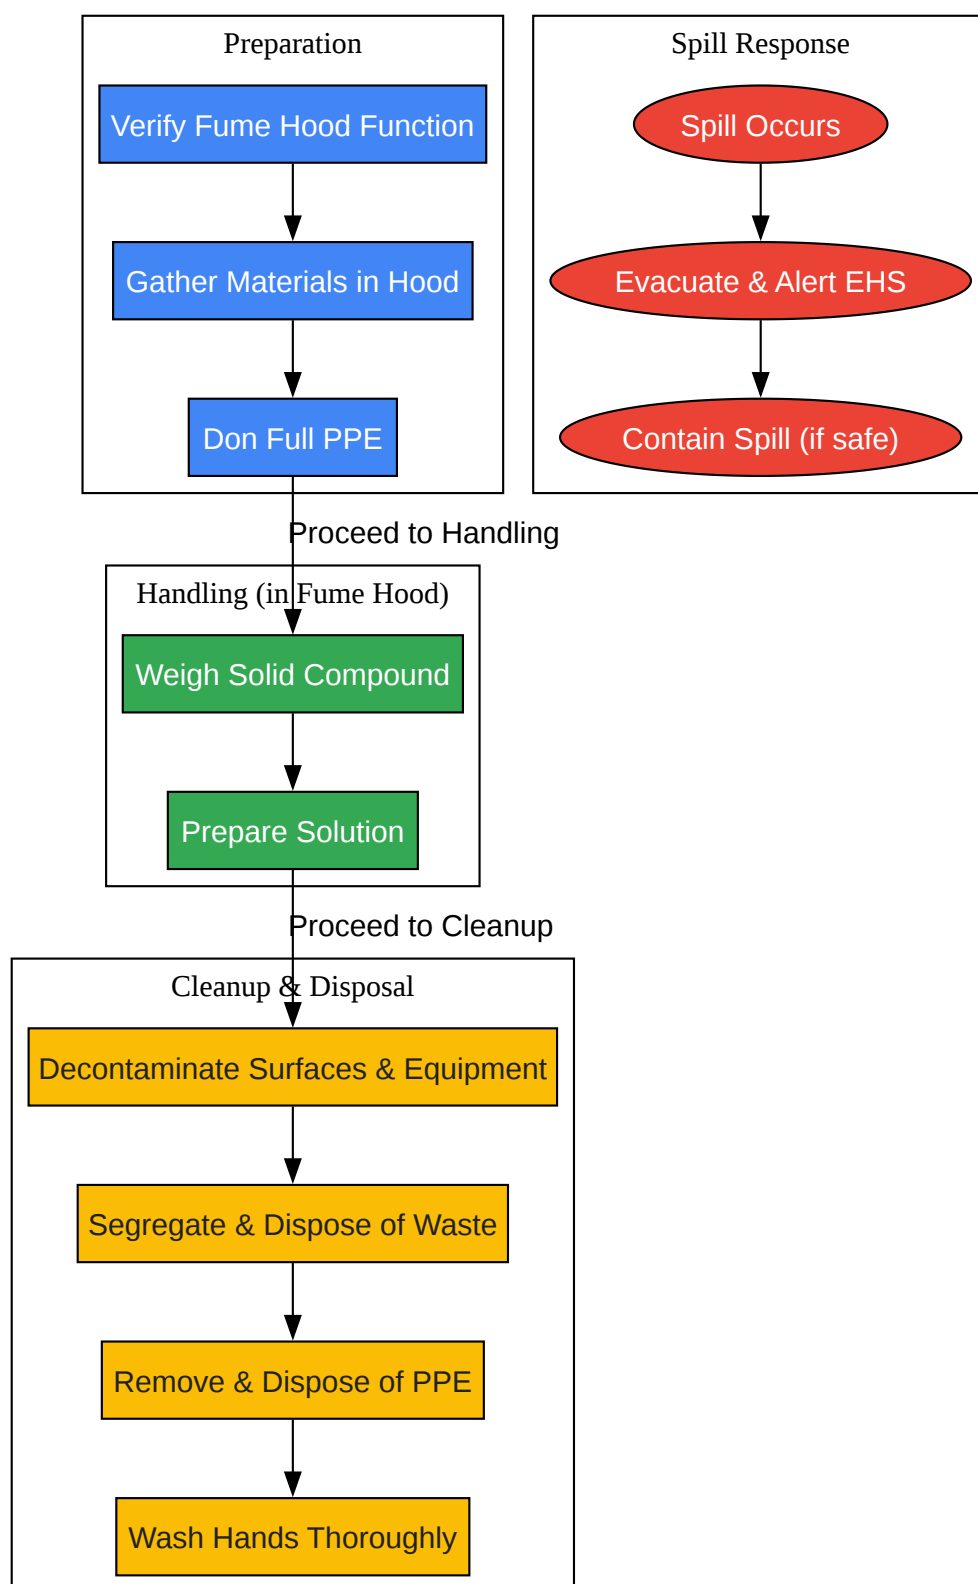 Preparation
Verify Fume Hood Function
Gather Materials in Hood
Don Full PPE
Spill Response
Spill Occurs
Evacuate & Alert EHS
Contain Spill (if safe)
Proceed to Handling
Handling (in Fume Hood)
Weigh Solid Compound
Prepare Solution
Proceed to Cleanup
Cleanup & Disposal
Decontaminate Surfaces & Equipment
Segregate & Dispose of Waste
Remove & Dispose of PPE
Wash Hands Thoroughly